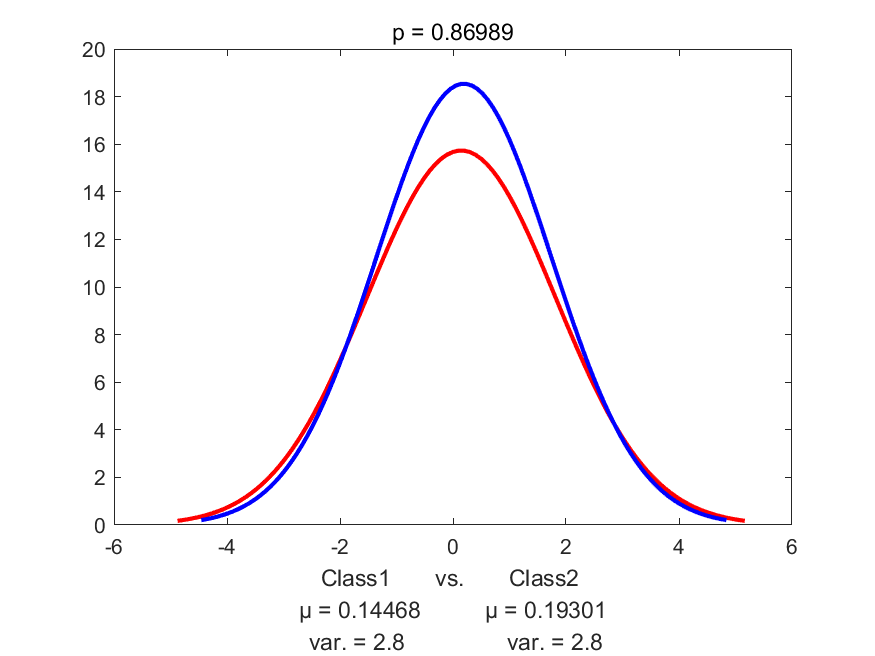 p = 0.86989
20
18
16
14
12
10
8
6
4
2
0
-6 -4 -2 0 2 4 6
Class1 vs. Class2
μ = 0.14468 μ = 0.19301
var. = 2.8 var. = 2.8